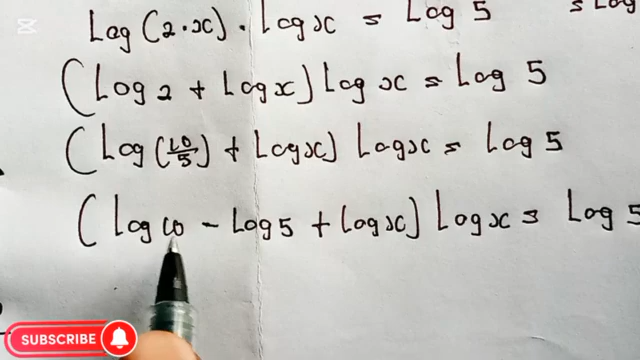 Log (2·x) · Log x = Log 5
= Log
(Log 2 + Log x) Log x = Log 5
(Log (10/5) + Log x) Log x = Log 5
(Log 10 - Log 5 + Log x) Log x = Log 5
SUBSCRIBE